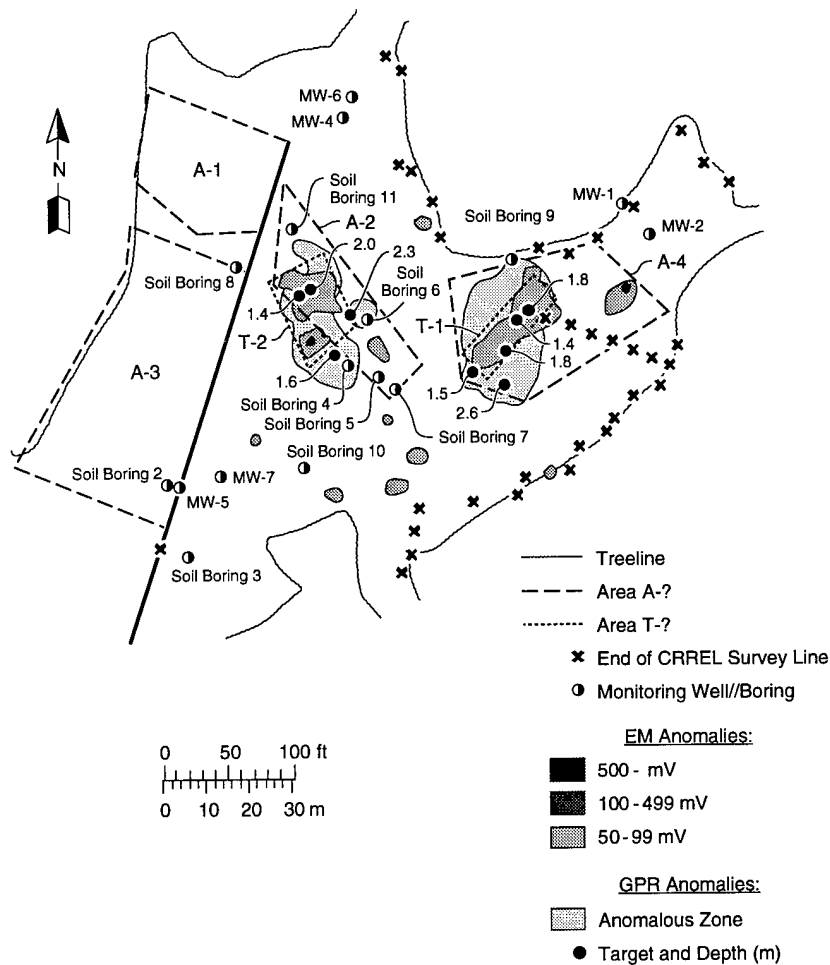 MW-6
MW-4
N
A-1
Soil
Boring 11
A-2
Soil Boring 9
MW-1
MW-2
2.0
2.3
Soil
Boring 6
A-4
Soil Boring 8
1.8
1.4
T-2
T-1
1.4
A-3
1.8
1.6
1.5
Soil Boring 4
2.6
Soil Boring 5
Soil Boring 7
Soil Boring 10
Soil Boring 2
MW-7
MW-5
Soil Boring 3
Treeline
Area A-?
Area T-?
End of CRREL Survey Line
Monitoring Well//Boring
0 50 100 ft
0 10 20 30 m
EM Anomalies:
500- mV
100-499 mV
50-99 mV
GPR Anomalies:
Anomalous Zone
Target and Depth (m)